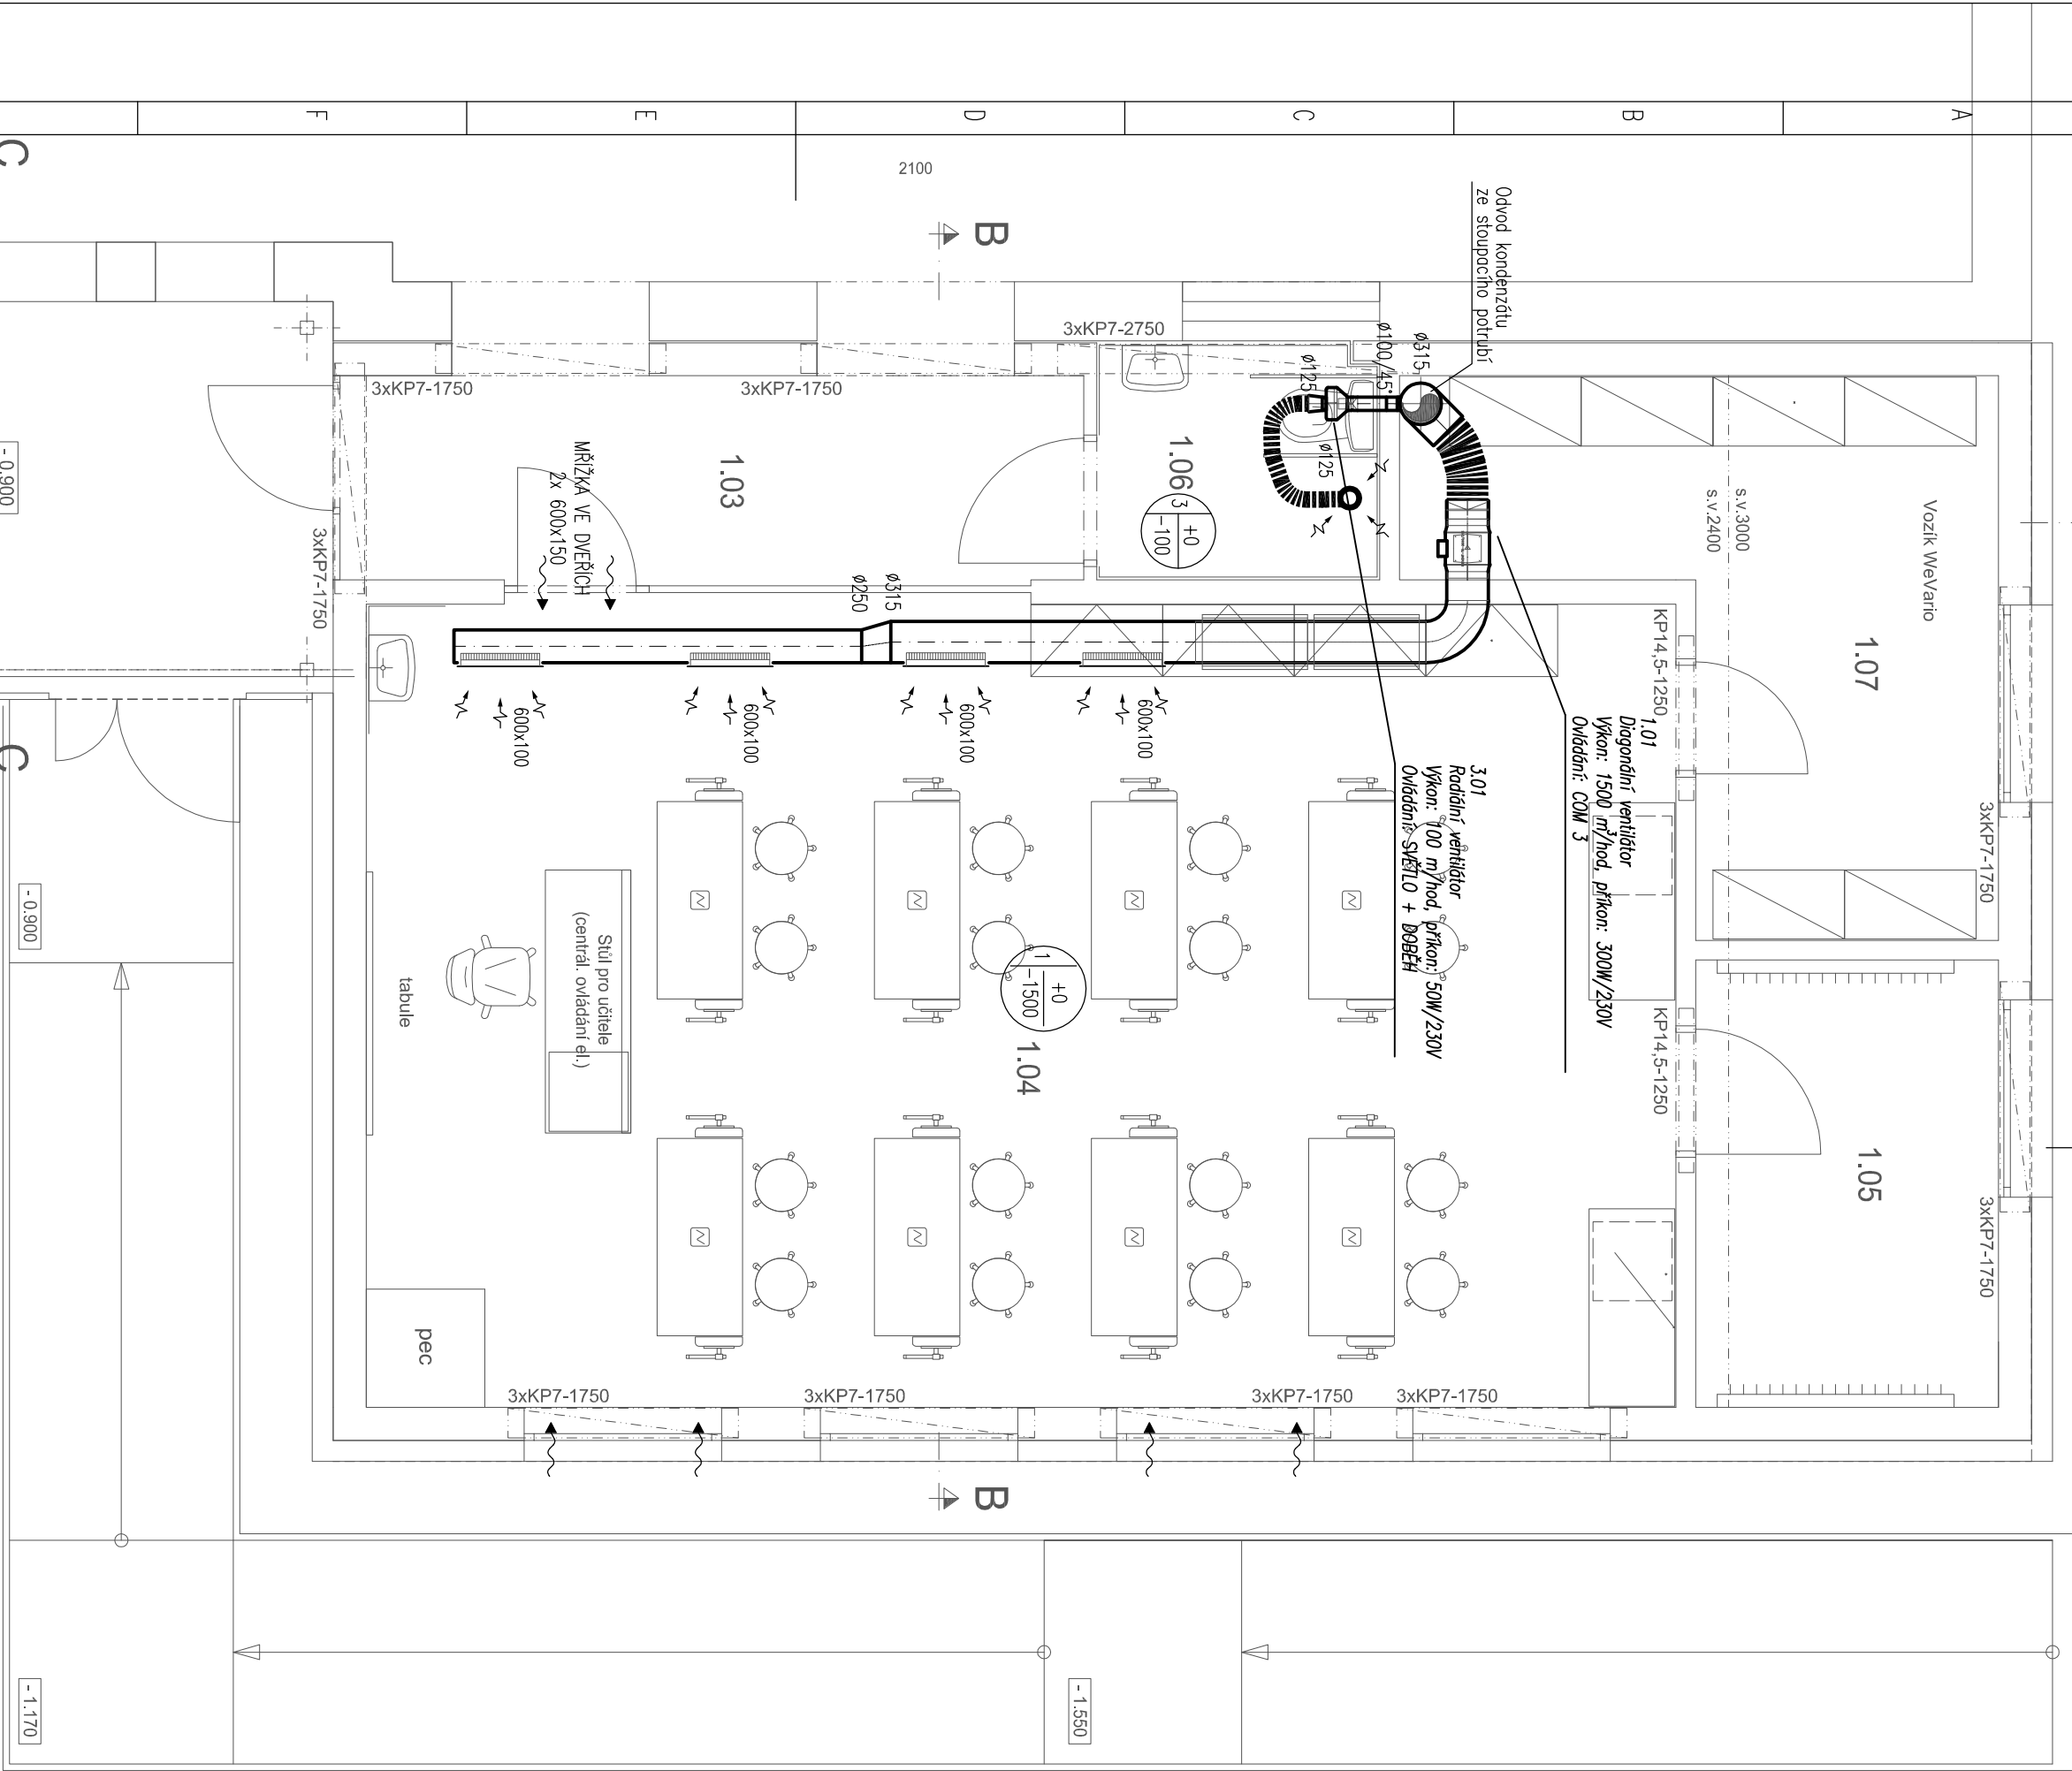 A
B
C
D
E
F
C
2100
B
Odvod kondenzátu
ze stoupacího potrubí
3xKP7-2750
ø100/45°
ø315
ø125
ø125
3xKP7-1750
3xKP7-1750
3xKP7-1750
1.03
1.06
3
+0
-100
MŘÍŽKA VE DVEŘÍCH
2x 600x150
ø250
ø315
s.v.3000
s.v.2400
Vozík WeVario
1.07
KP14,5-1250
3xKP7-1750
1.01
Diagonální ventilátor
Výkon: 1500 m³/hod, příkon: 300W/230V
Ovládání: COM 3
3.01
Radiální ventilátor
Výkon: 100 m³/hod, příkon: 50W/230V
Ovládání: SVĚTLO + DOBĚH
600x100
600x100
600x100
600x100
- 0.900
C
- 0.900
tabule
Stůl pro učitele
(centrál. ovládání el.)
1
+0
-1500
1.04
KP14,5-1250
1.05
3xKP7-1750
pec
3xKP7-1750
3xKP7-1750
3xKP7-1750
3xKP7-1750
B
- 1.170
- 1.550